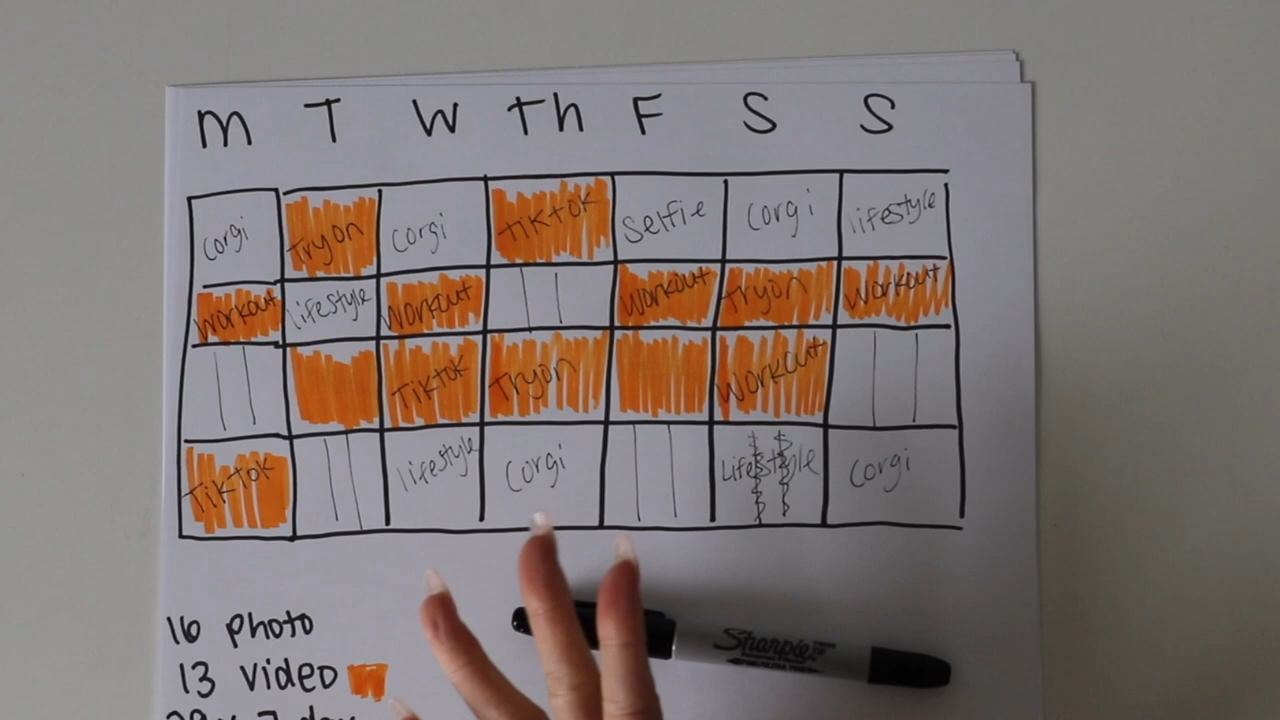 M T W Th F S S
Corgi Tryon Corgi TikTok Selfie Corgi lifestyle
Workout lifestyle Workout Workout Tryon Workout
Tiktok Tryon Workout
TikTok lifestyle Corgi Lifestyle Corgi
16 photo
13 video
Sharpie